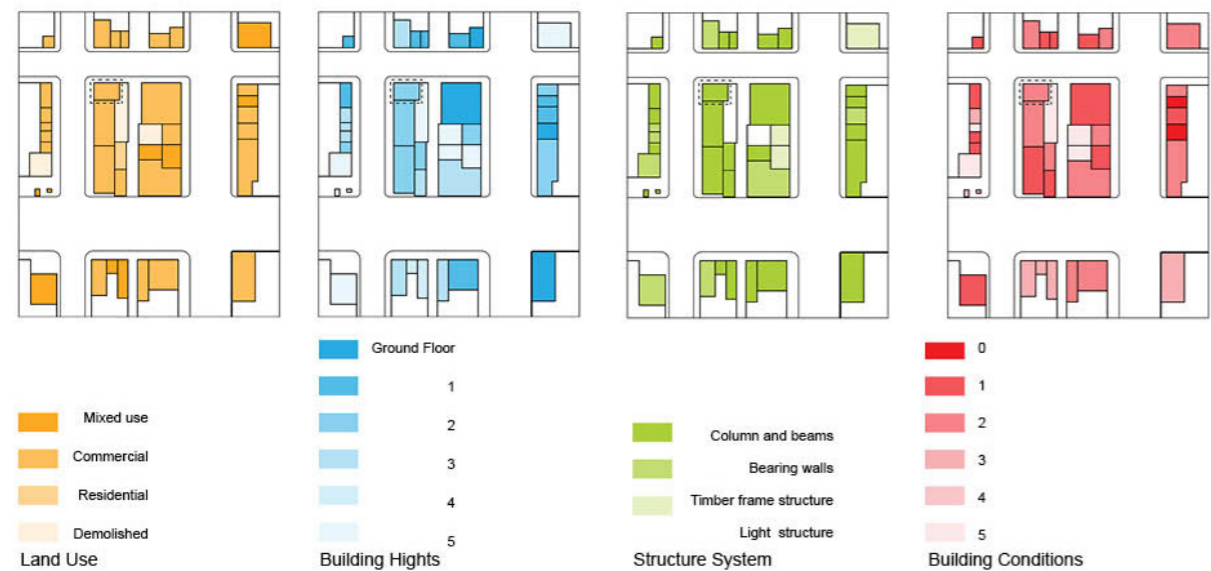 Mixed use
Commercial
Residential
Demolished
Land Use
Ground Floor
1
2
3
4
5
Building Hights
Column and beams
Bearing walls
Timber frame structure
Light structure
Structure System
0
1
2
3
4
5
Building Conditions